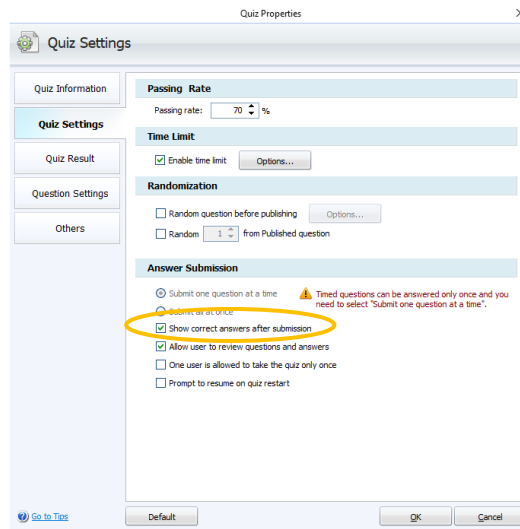 Quiz Properties
Quiz Settings
Quiz Information
Quiz Settings
Quiz Result
Question Settings
Others
Passing Rate
Passing rate: 70 %
Time Limit
Enable time limit Options...
Randomization
Random question before publishing Options...
Random 1 from Published question
Answer Submission
Submit one question at a time
Timed questions can be answered only once and you
need to select "Submit one question at a time".
Submit all at once
Show correct answers after submission
Allow user to review questions and answers
One user is allowed to take the quiz only once
Prompt to resume on quiz restart
Go to Tips
Default
OK
Cancel